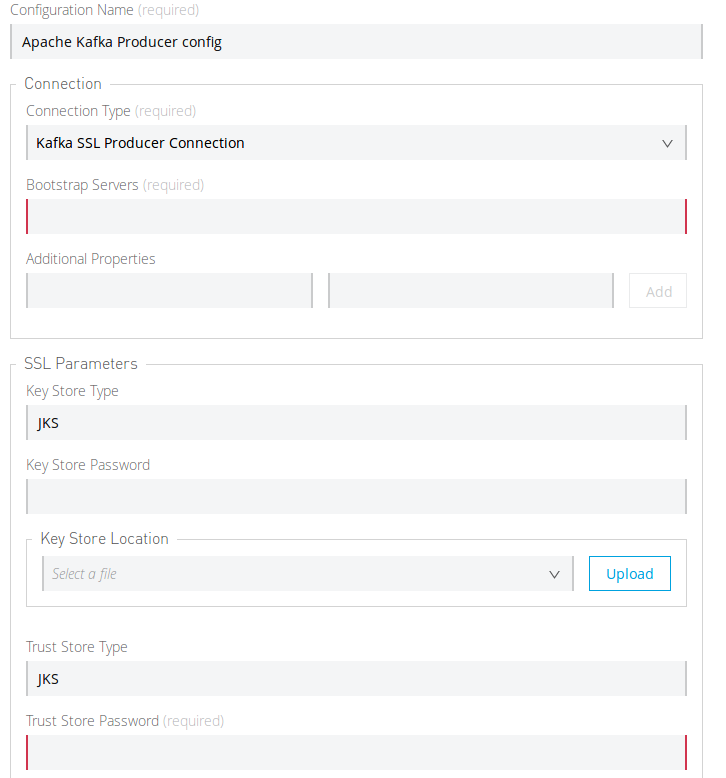 Configuration Name (required)
Apache Kafka Producer config
Connection
Connection Type (required)
Kafka SSL Producer Connection
Bootstrap Servers (required)
Additional Properties
Add
SSL Parameters
Key Store Type
JKS
Key Store Password
Key Store Location
Select a file
Upload
Trust Store Type
JKS
Trust Store Password (required)